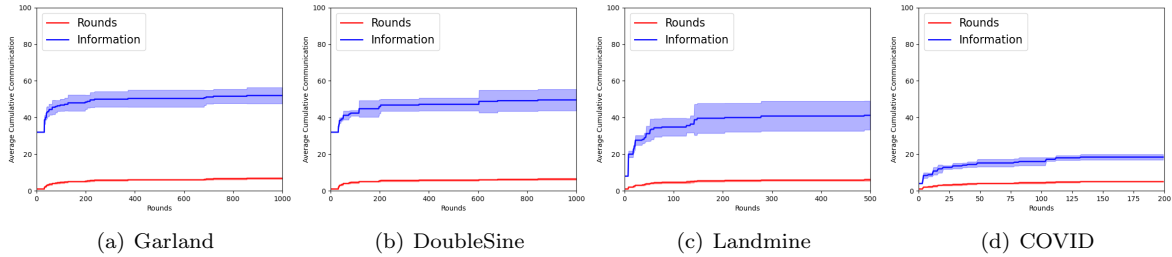 100
80
60
40
20
0
Average Cumulative Communication
Rounds
Information
0 200 400 600 800 1000
Rounds
(a) Garland
100
80
60
40
20
0
Average Cumulative Communication
Rounds
Information
0 200 400 600 800 1000
Rounds
(b) DoubleSine
100
80
60
40
20
0
Average Cumulative Communication
Rounds
Information
0 100 200 300 400 500
Rounds
(c) Landmine
100
80
60
40
20
0
Average Cumulative Communication
Rounds
Information
0 25 50 75 100 125 150 175 200
Rounds
(d) COVID